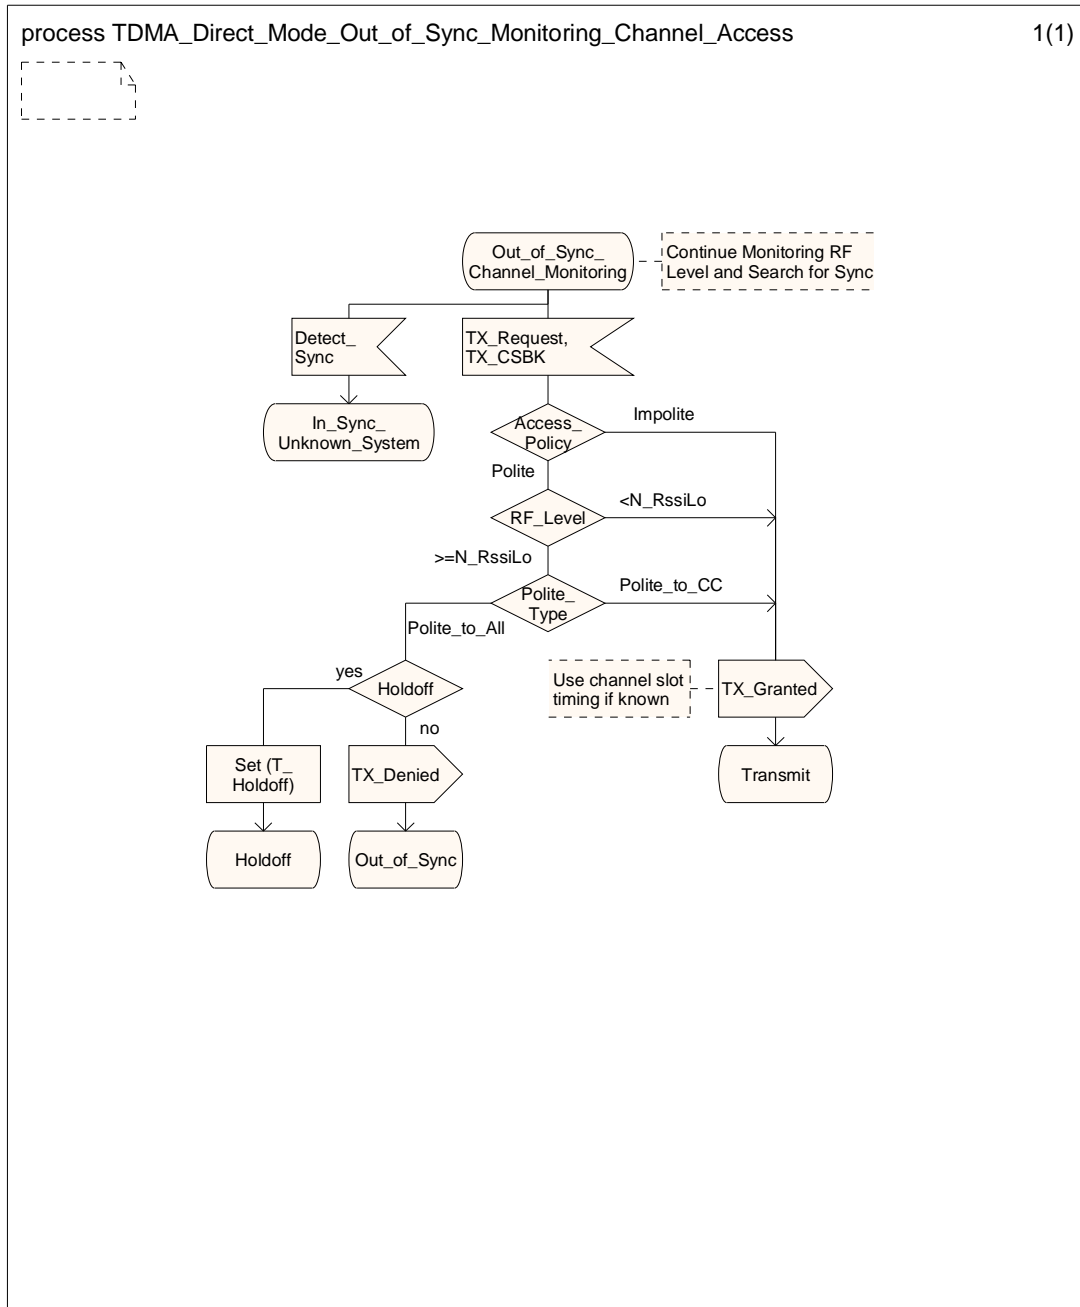 process TDMA_Direct_Mode_Out_of_Sync_Monitoring_Channel_Access
1(1)
Out_of_Sync_
Channel_Monitoring
Continue Monitoring RF
Level and Search for Sync
Detect_
Sync
TX_Request,
TX_CSBK
In_Sync_
Unknown_System
Access_
Policy
Impolite
Polite
RF_Level
<N_RssiLo
>=N_RssiLo
Polite_
Type
Polite_to_CC
Polite_to_All
yes
Holdoff
Use channel slot
timing if known
TX_Granted
no
Set (T_
Holdoff)
TX_Denied
Transmit
Holdoff
Out_of_Sync